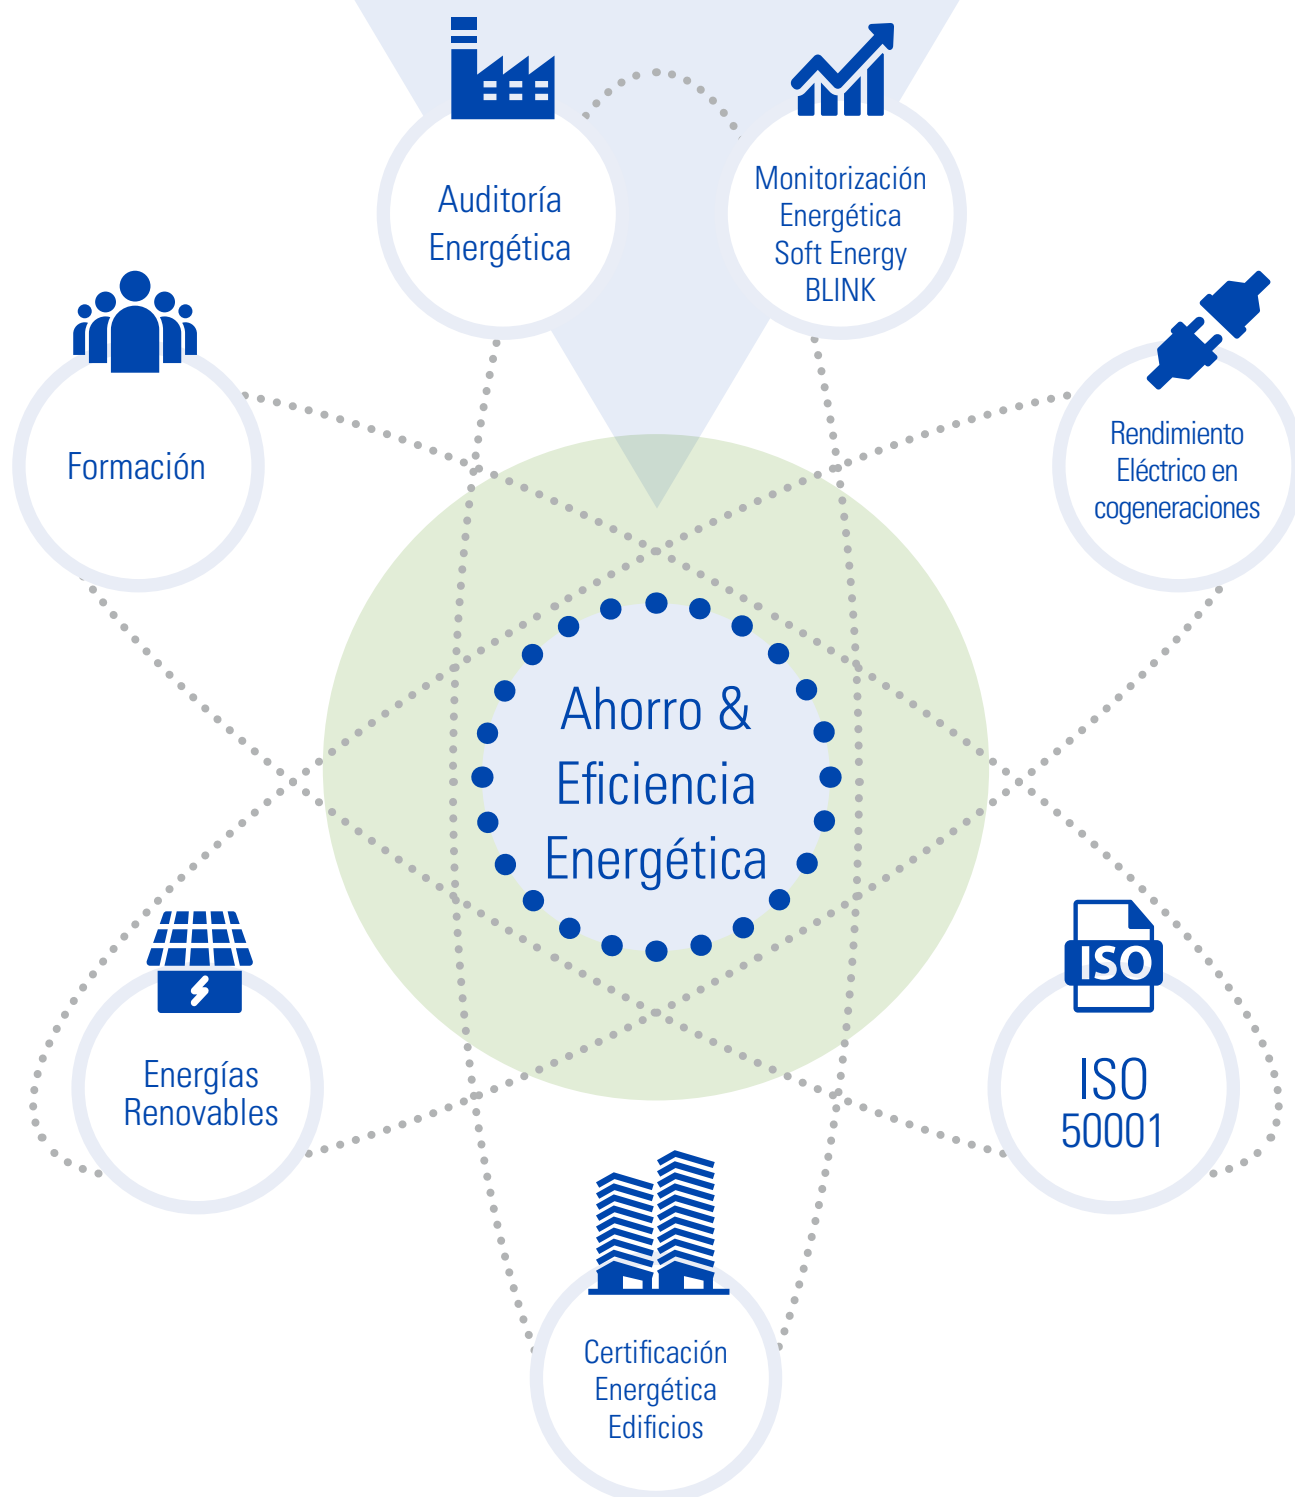 Auditoría
Energética
Monitorización
Energética
Soft Energy
BLINK
Formación
Rendimiento
Eléctrico en
cogeneraciones
Ahorro &
Eficiencia
Energética
Energías
Renovables
ISO
ISO
50001
Certificación
Energética
Edificios